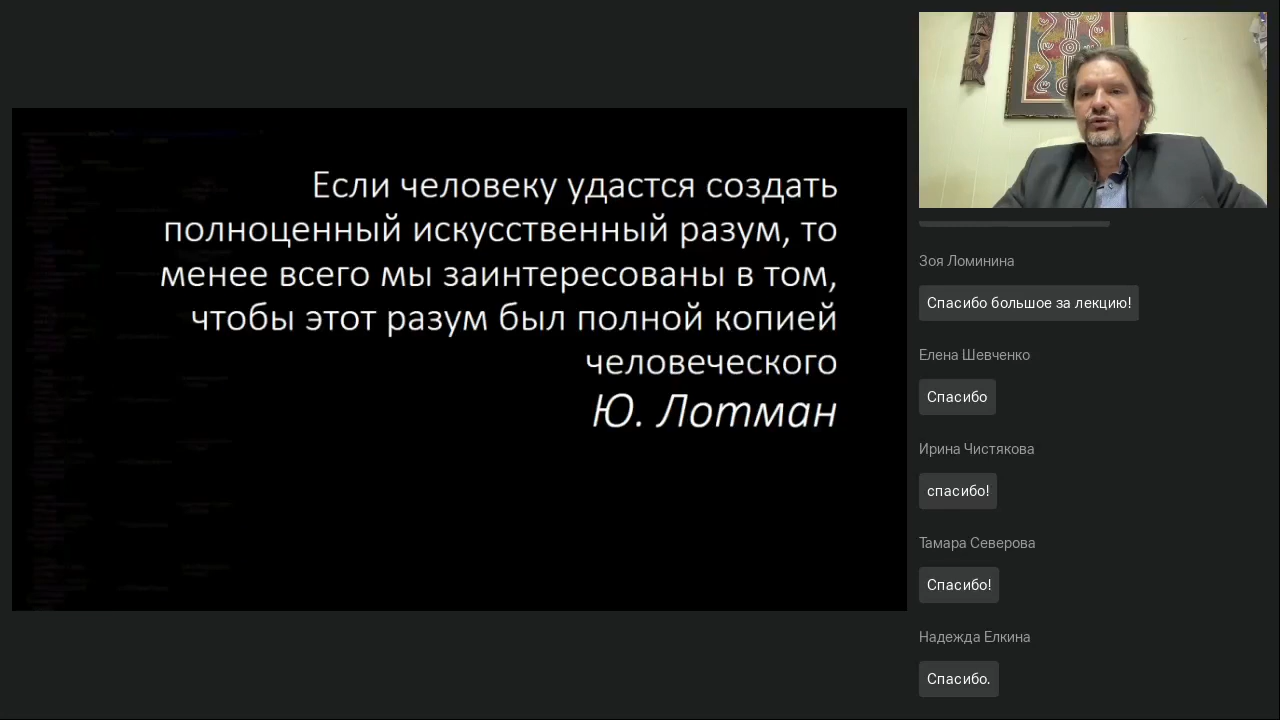 Если человеку удастся создать
полноценный искусственный разум, то
менее всего мы заинтересованы в том,
чтобы этот разум был полной копией
человеческого
Ю. Лотман
Зоя Ломинина
Спасибо большое за лекцию!
Елена Шевченко
Спасибо
Ирина Чистякова
спасибо!
Тамара Северова
Спасибо!
Надежда Елкина
Спасибо.